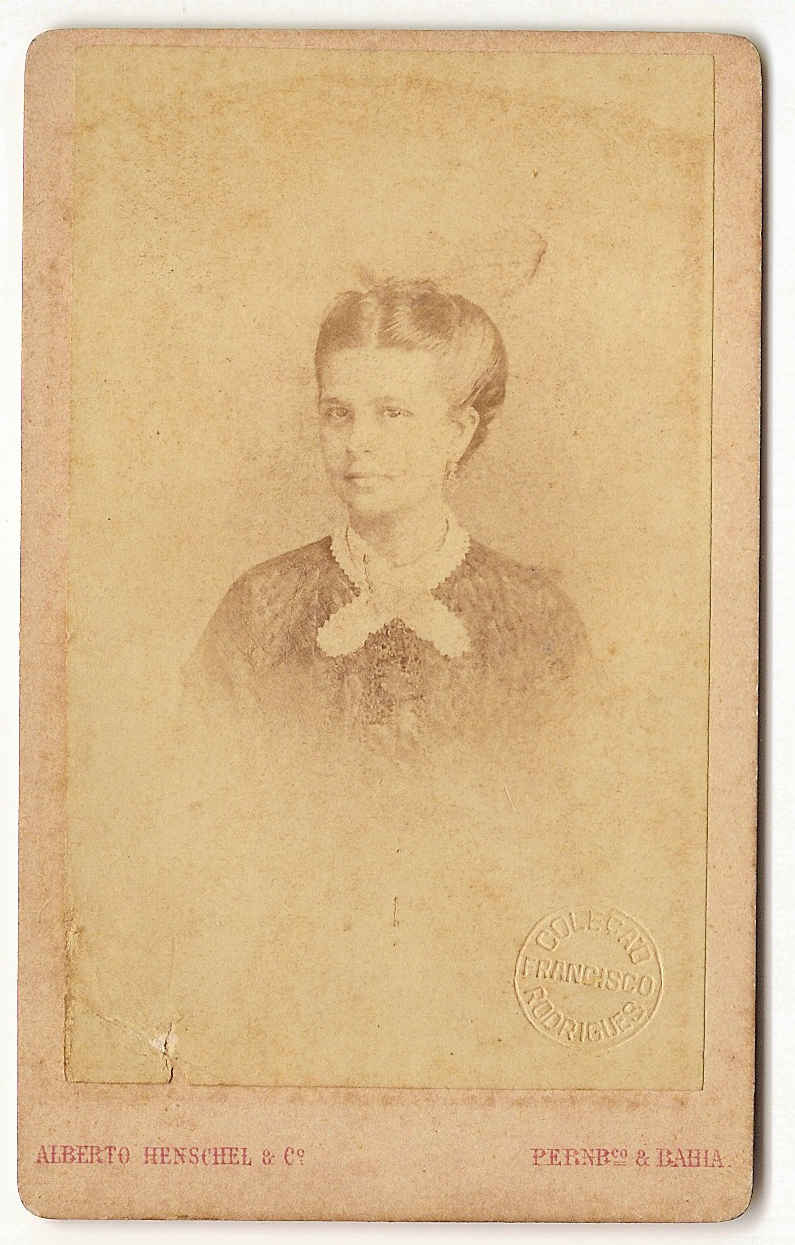 COLEÇÃO
FRANCISCO
RODRIGUES
ALBERTO HENSCHEL & Cº
PERNBCO & BAHIA.